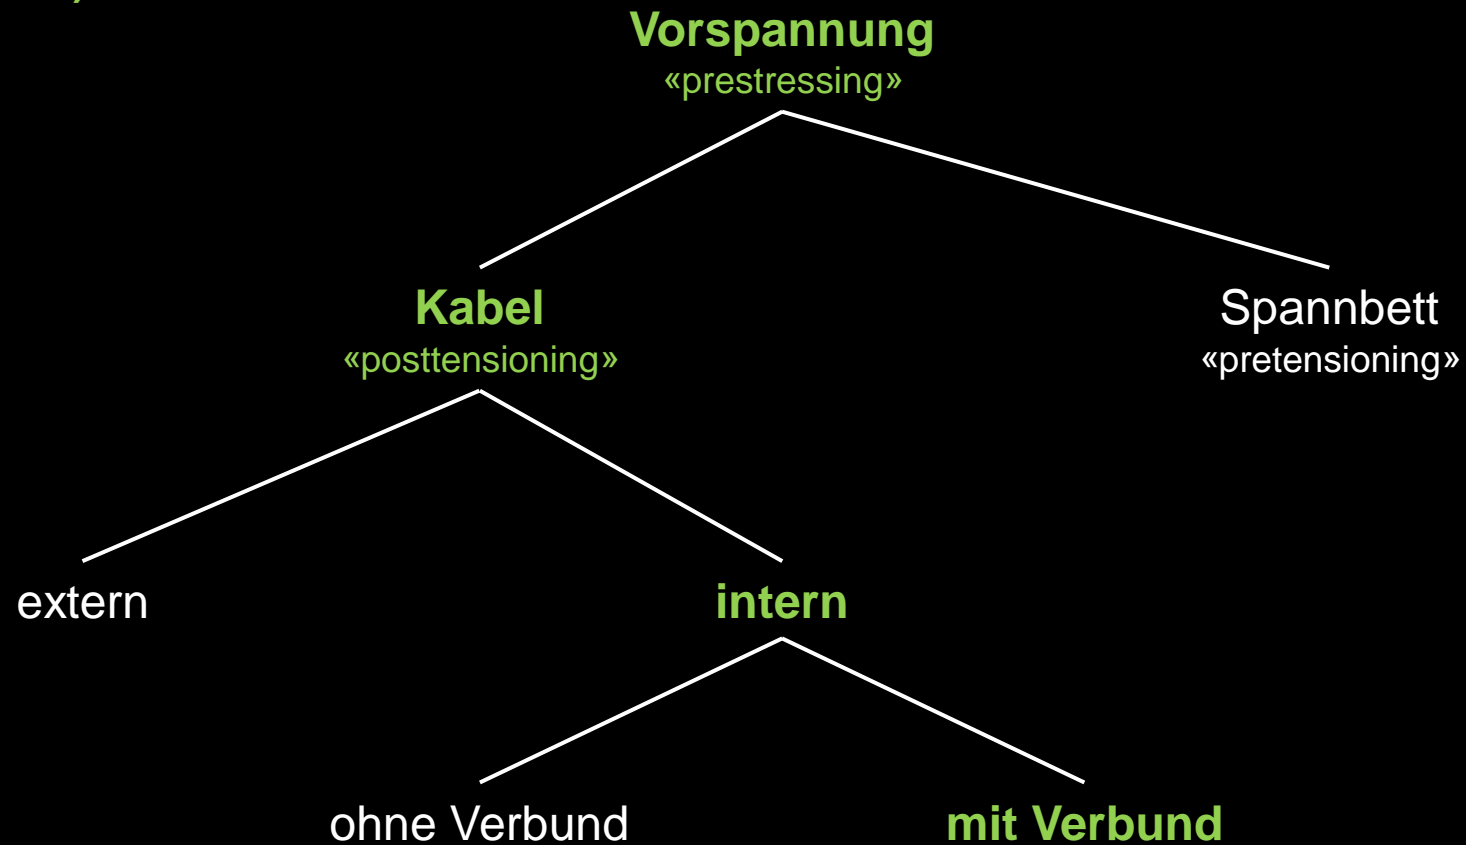 Vorspannung
«prestressing»
Kabel
Spannbett
«posttensioning»
«pretensioning»
extern
intern
ohne Verbund
mit Verbund